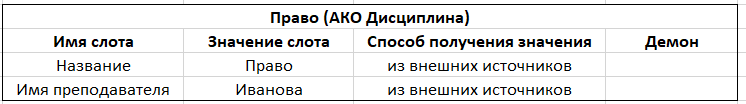 Право (АКО Дисциплина)
Имя слота Значение слота Способ получения значения Демон
Название Право из внешних источников
Имя преподавателя Иванова из внешних источников